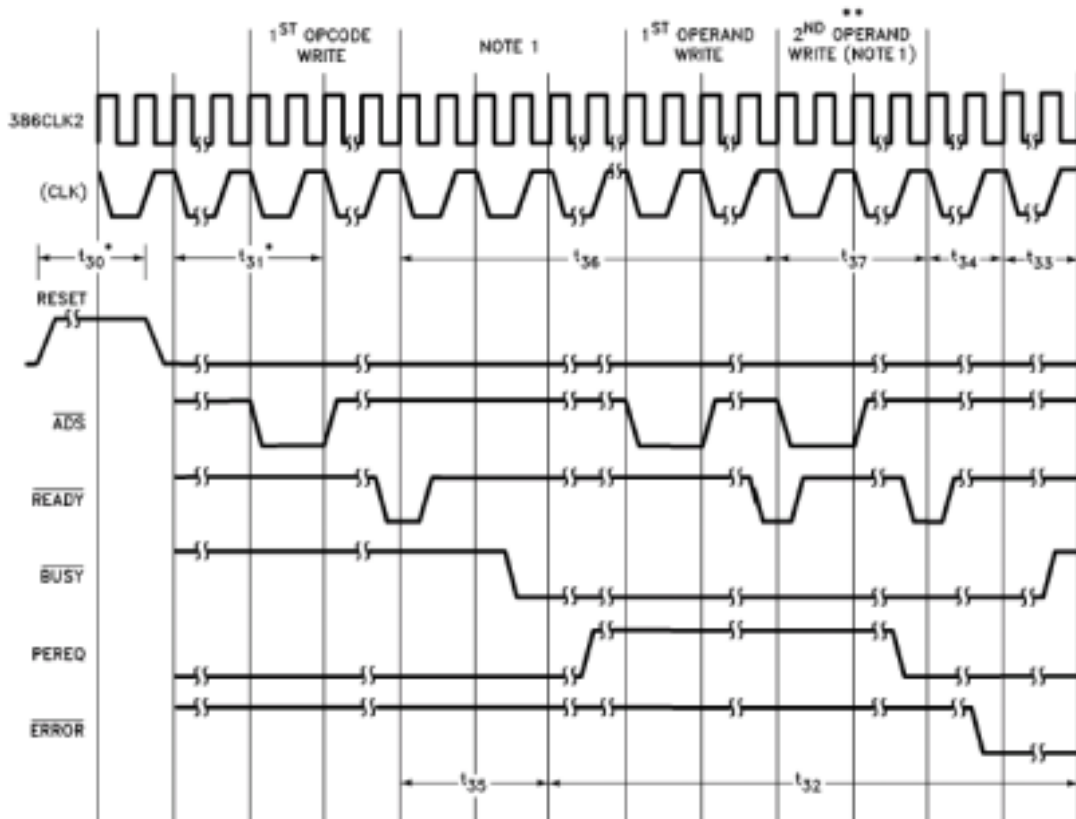 1ST OPCODE
WRITE
NOTE 1
1ST OPERAND
WRITE
**
2ND OPERAND
WRITE (NOTE 1)
386CLK2
(CLK)
t30*
t31*
t36
t37
t34
t33
RESET
ADS
READY
BUSY
PEREQ
ERROR
t35
t32